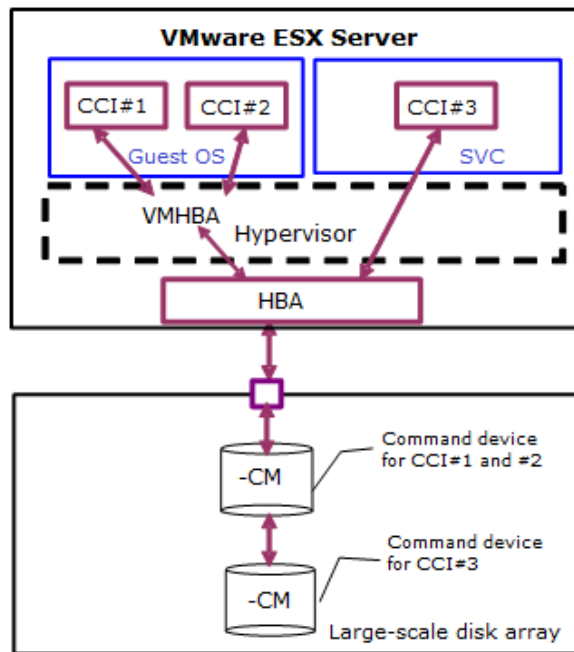 VMware ESX Server
CCI#1
CCI#2
CCI#3
Guest OS
SVC
VMHBA
Hypervisor
HBA
Command device
for CCI#1 and #2
-CM
Command device
for CCI#3
-CM
Large-scale disk array